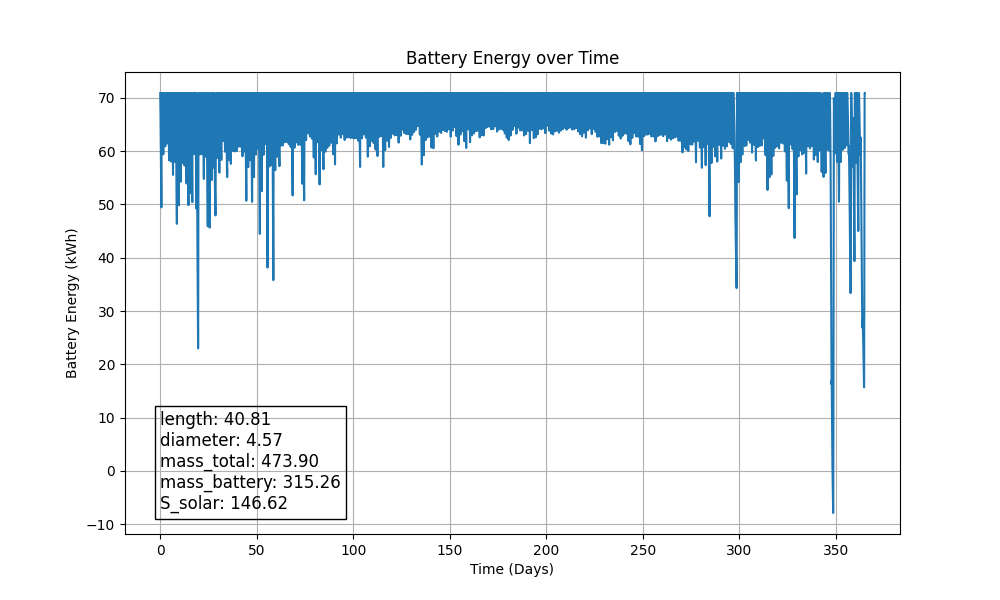 Battery Energy over Time
Battery Energy (kWh)
70
60
50
40
30
20
10
0
−10
length: 40.81
diameter: 4.57
mass_total: 473.90
mass_battery: 315.26
S_solar: 146.62
0 50 100 150 200 250 300 350
Time (Days)